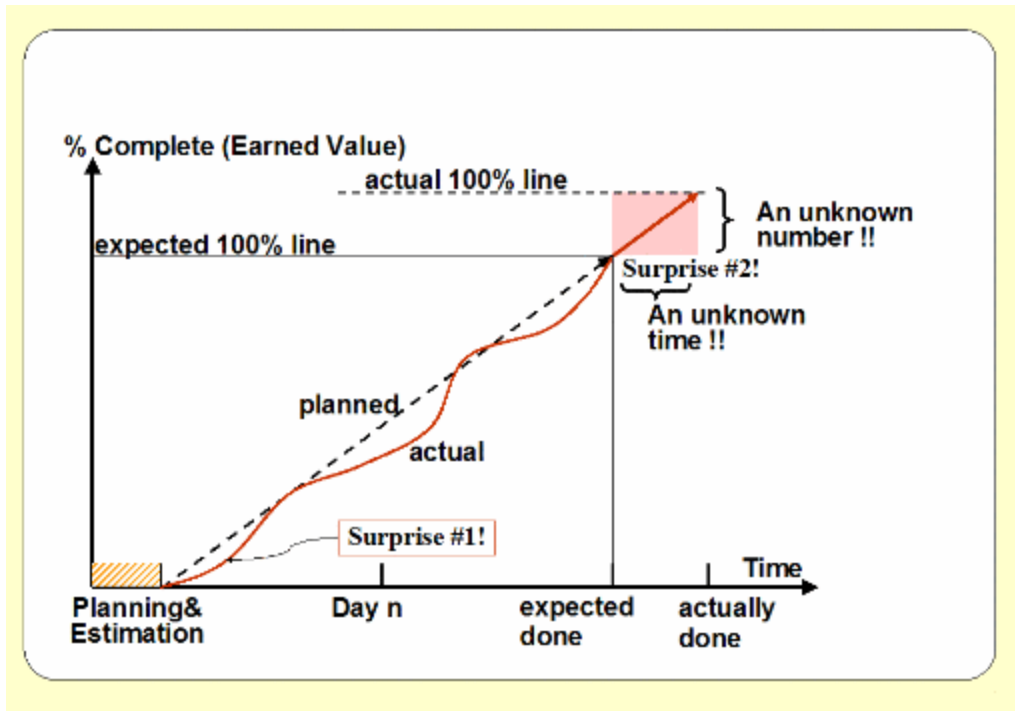 % Complete (Earned Value)
actual 100% line
An unknown
number !!
expected 100% line
Surprise #2!
An unknown
time !!
planned
actual
Surprise #1!
Time
Planning&
Estimation
Day n
expected
done
actually
done